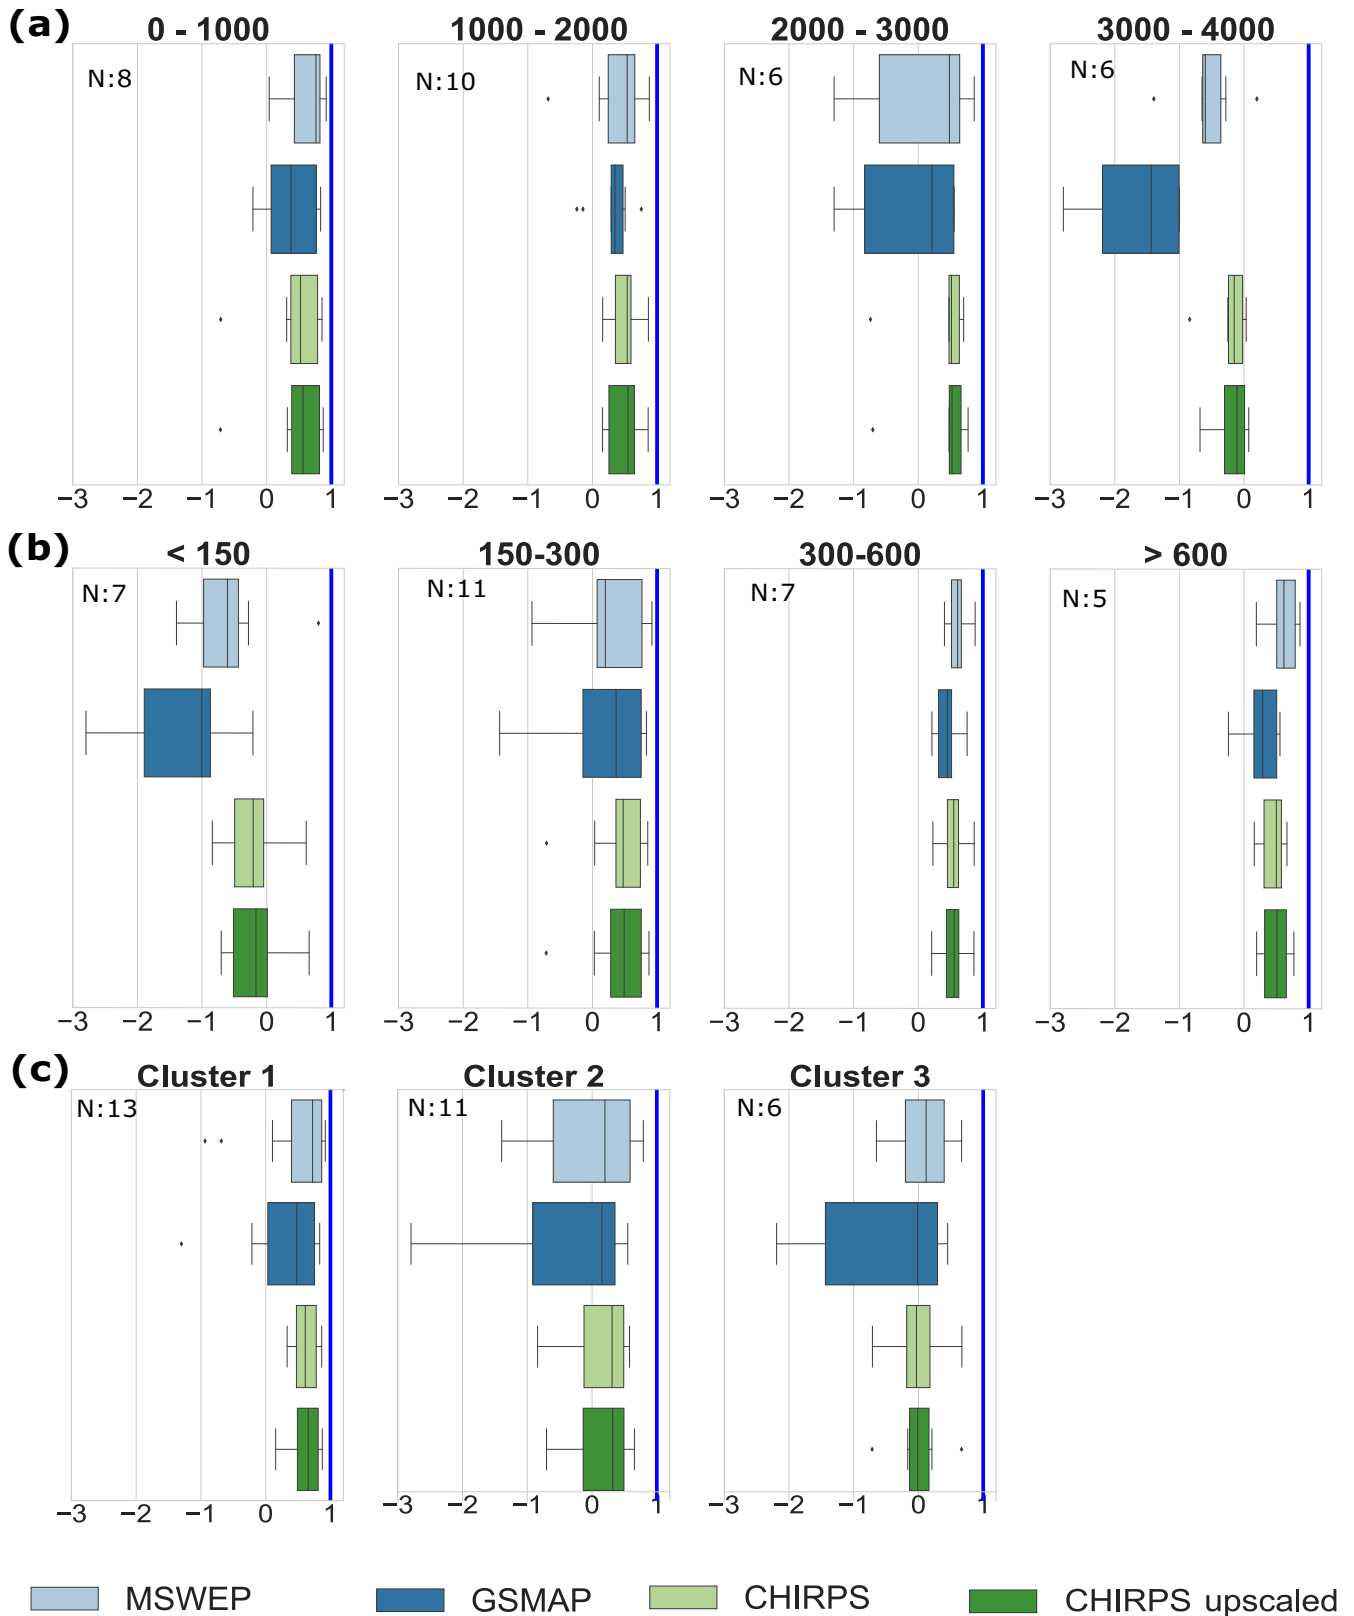 (a) 0 - 1000 1000 - 2000 2000 - 3000 3000 - 4000
N:8 N:10 N:6 N:6
−3 −2 −1 0 1 −3 −2 −1 0 1 −3 −2 −1 0 1 −3 −2 −1 0 1
(b) < 150 150-300 300-600 > 600
N:7 N:11 N:7 N:5
−3 −2 −1 0 1 −3 −2 −1 0 1 −3 −2 −1 0 1 −3 −2 −1 0 1
(c) Cluster 1 Cluster 2 Cluster 3
N:13 N:11 N:6
−3 −2 −1 0 1 −3 −2 −1 0 1 −3 −2 −1 0 1
MSWEP GSMAP CHIRPS CHIRPS upscaled